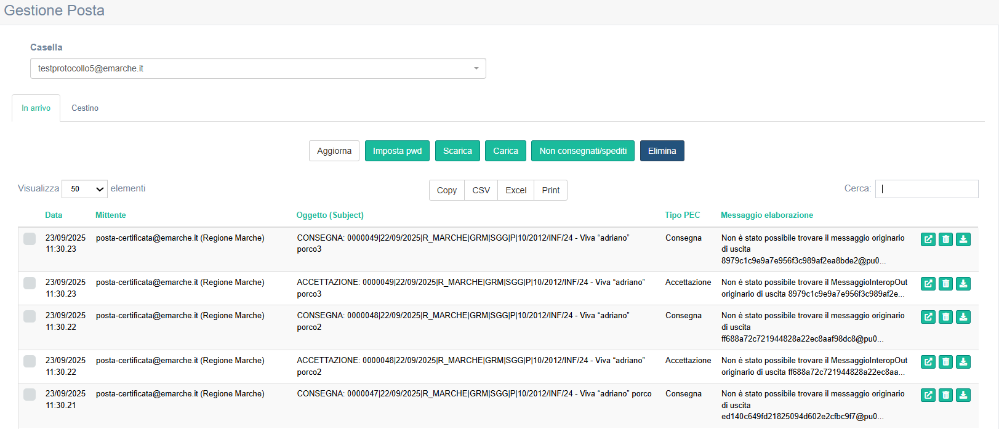 Gestione Posta
Casella
testprotocollo5@emarche.it
In arrivo Cestino
Aggiorna Imposta pwd Scarica Carica Non consegnati/spediti Elimina
Visualizza 50 elementi Copy CSV Excel Print Cerca:
Data Mittente Oggetto (Subject) Tipo PEC Messaggio elaborazione
23/09/2025 posta-certificata@emarche.it (Regione Marche) CONSEGNA: 0000049|22/09/2025|R_MARCHE|GRM|SGG|P|10/2012/INF/24 - Viva “adriano” Consegna Non è stato possibile trovare il messaggio originario
11:30.23 porco3 di uscita
8979c1c9e9a7e956f3c989af2ea8bde2@pu0...
23/09/2025 posta-certificata@emarche.it (Regione Marche) ACCETTAZIONE: 0000049|22/09/2025|R_MARCHE|GRM|SGG|P|10/2012/INF/24 - Viva “adriano” Accettazione Non è stato possibile trovare il MessaggioInteropOut
11:30.23 porco3 originario di uscita 8979c1c9e9a7e956f3c989af2e...
23/09/2025 posta-certificata@emarche.it (Regione Marche) CONSEGNA: 0000048|22/09/2025|R_MARCHE|GRM|SGG|P|10/2012/INF/24 - Viva “adriano” Consegna Non è stato possibile trovare il messaggio originario
11:30.22 porco2 di uscita
ff688a72c721944828a22ec8aaf98dc8@pu0...
23/09/2025 posta-certificata@emarche.it (Regione Marche) ACCETTAZIONE: 0000048|22/09/2025|R_MARCHE|GRM|SGG|P|10/2012/INF/24 - Viva “adriano” Accettazione Non è stato possibile trovare il MessaggioInteropOut
11:30.22 porco2 originario di uscita ff688a72c721944828a22ec8aa...
23/09/2025 posta-certificata@emarche.it (Regione Marche) CONSEGNA: 0000047|22/09/2025|R_MARCHE|GRM|SGG|P|10/2012/INF/24 - Viva “adriano” porco Consegna Non è stato possibile trovare il messaggio originario
11:30.21 di uscita
ed140c649fd21825094d602e2cfbc9f7@pu0...